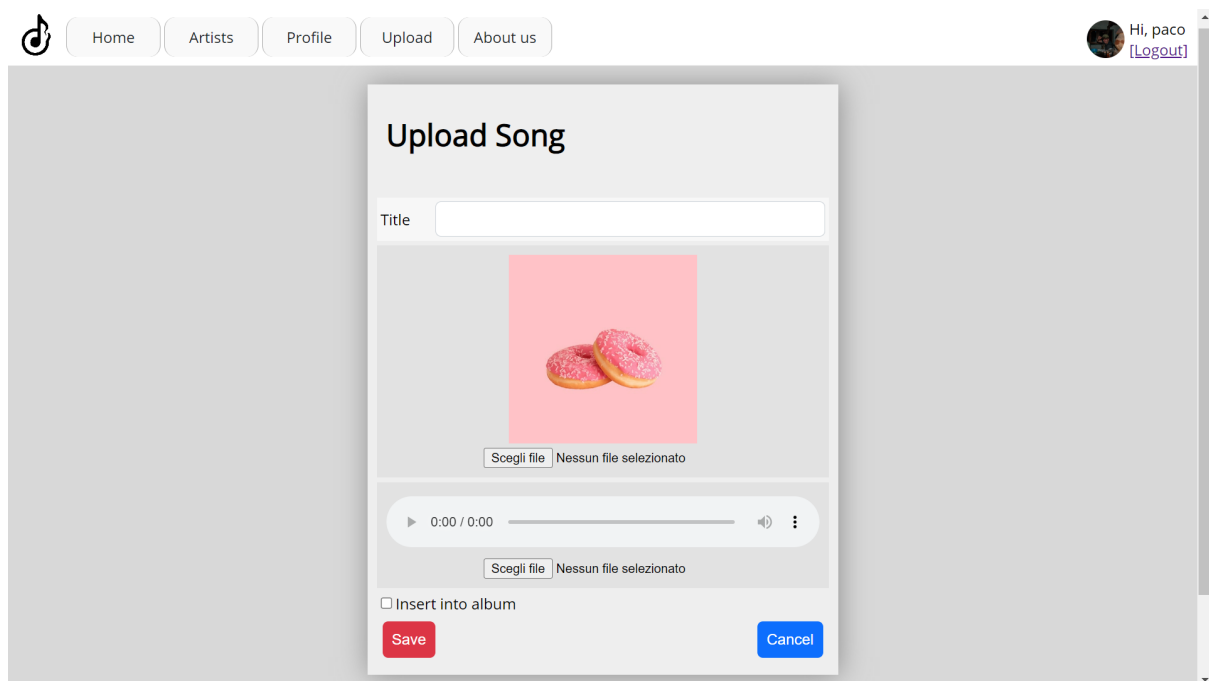 Home Artists Profile Upload About us
Hi, paco
[Logout]
Upload Song
Title
Scegli file Nessun file selezionato
0:00 / 0:00
Scegli file Nessun file selezionato
Insert into album
Save Cancel